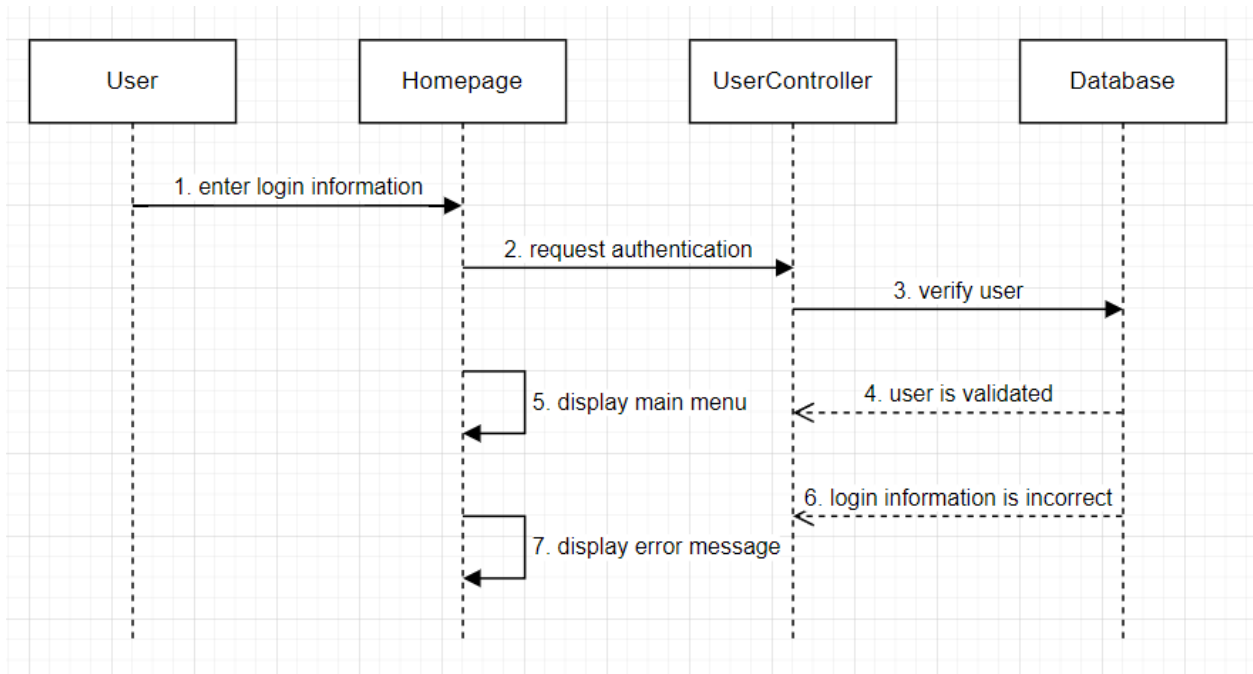 User
Homepage
UserController
Database
1. enter login information
2. request authentication
3. verify user
4. user is validated
5. display main menu
6. login information is incorrect
7. display error message